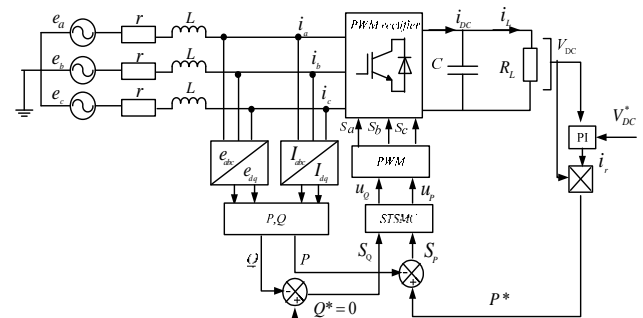 e_a r L i_a PWM rectifier i_DC i_L V_DC
e_b r L i_b C R_L
e_c r L i_c
S_a S_b S_c
PI V*_DC
i_r
e_abc e_dq I_abc I_dq PWM
u_Q u_P
P,Q STSMC
Q P S_Q S_P
Q*=0 P*